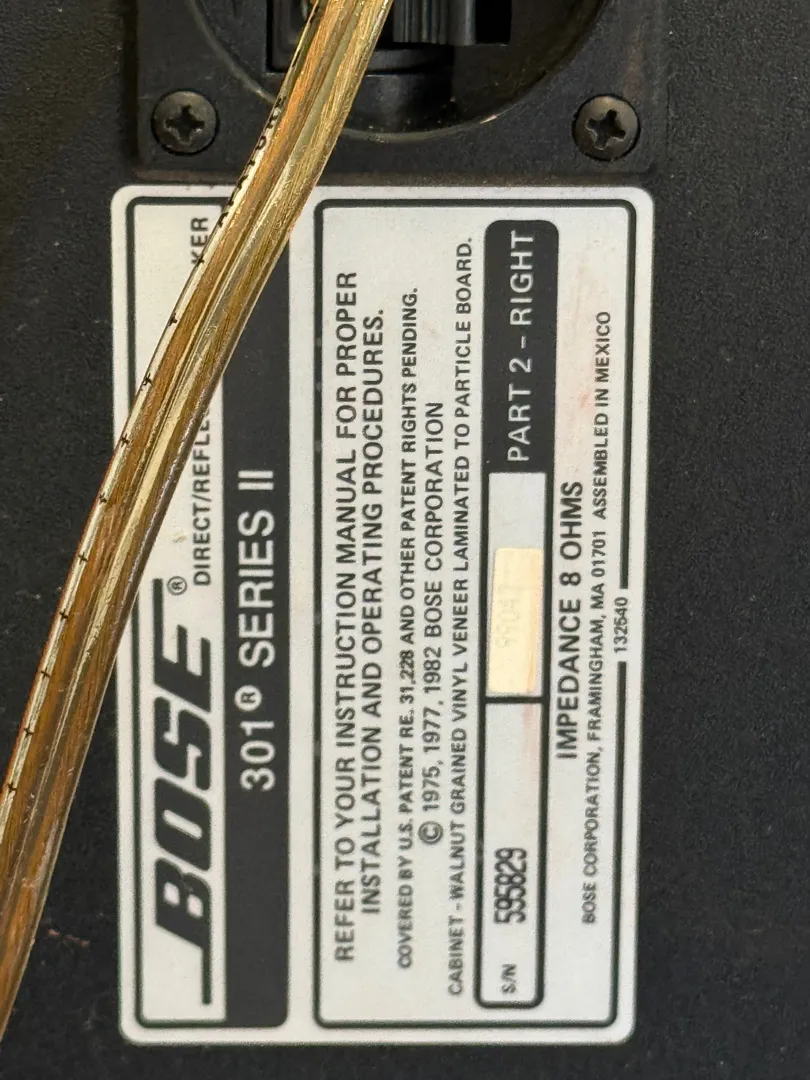 BOSE®
DIRECT/REFLE KER
301® SERIES II
REFER TO YOUR INSTRUCTION MANUAL FOR PROPER
INSTALLATION AND OPERATING PROCEDURES.
COVERED BY U.S. PATENT RE. 31,228 AND OTHER PATENT RIGHTS PENDING.
© 1975, 1977, 1982 BOSE CORPORATION
CABINET - WALNUT GRAINED VINYL VENEER LAMINATED TO PARTICLE BOARD.
S/N 595829 PART 2 - RIGHT
IMPEDANCE 8 OHMS
BOSE CORPORATION, FRAMINGHAM, MA 01701 ASSEMBLED IN MEXICO
132640